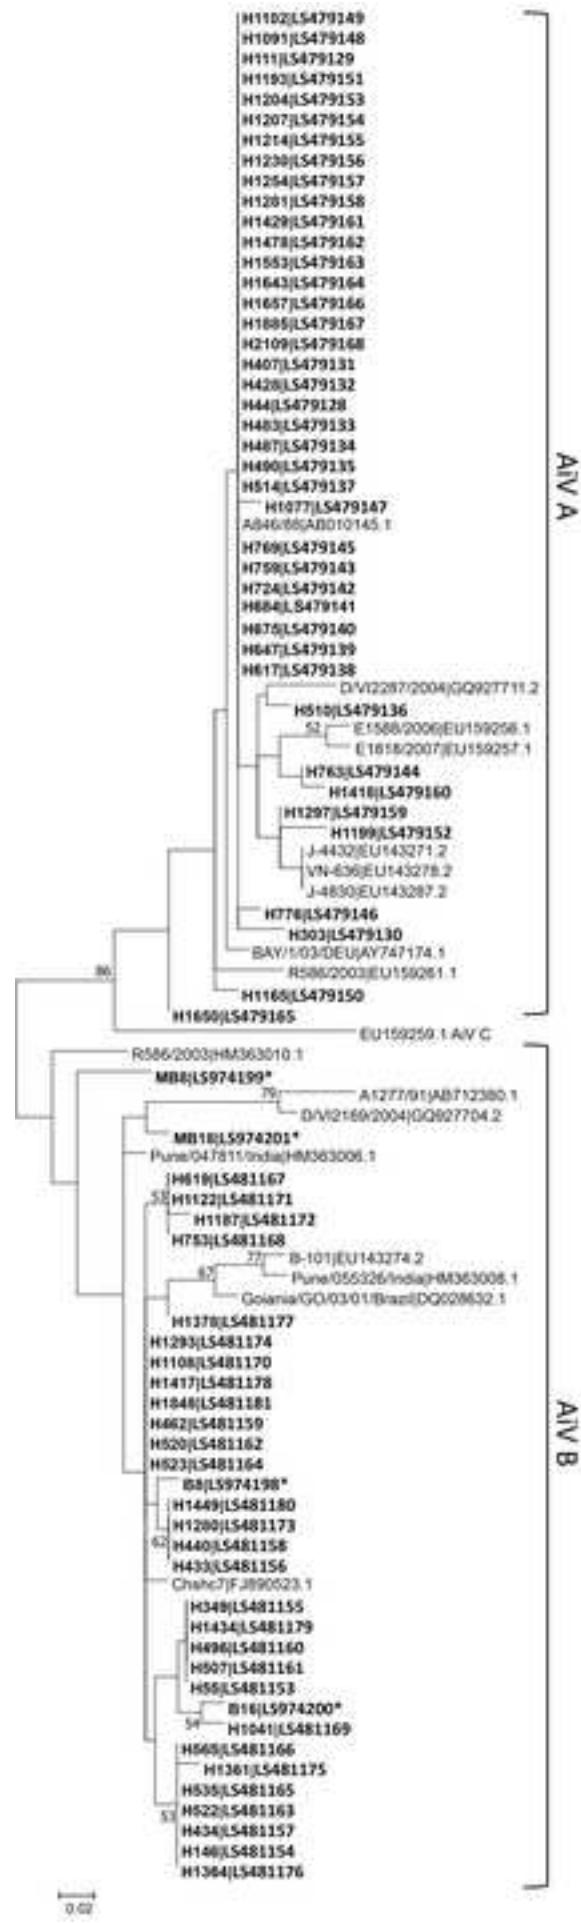 H1102|LS479149
H1091|LS479148
H111|LS479129
H1193|LS479151
H1204|LS479153
H1207|LS479154
H1214|LS479155
H1230|LS479156
H1254|LS479157
H1281|LS479158
H1429|LS479161
H1478|LS479162
H1553|LS479163
H1643|LS479164
H1657|LS479166
H1885|LS479167
H2109|LS479168
H407|LS479131
H428|LS479132
H44|LS479128
H483|LS479133
H487|LS479134
H490|LS479135
H514|LS479137
H1077|LS479147
A846/88|AB010145.1
H769|LS479145
H759|LS479143
H724|LS479142
H684|LS479141
H675|LS479140
H647|LS479139
H617|LS479138
D/VI2287/2004|GQ927711.2
H510|LS479136
52
E1588/2006|EU159258.1
E1818/2007|EU159257.1
H763|LS479144
H1418|LS479160
H1297|LS479159
H1199|LS479152
J-4432|EU143271.2
VN-636|EU143278.2
J-4830|EU143287.2
H776|LS479146
H303|LS479130
BAY/1/03/DEU|AY747174.1
R586/2003|EU159261.1
H1165|LS479150
H1650|LS479165
86
AiV A
EU159259.1 AiV C
R586/2003|HM363010.1
MB8|LS974199*
79
A1277/91|AB712380.1
D/VI2169/2004|GQ927704.2
MB18|LS974201*
Pune/047811/India|HM363006.1
H619|LS481167
53
H1122|LS481171
H1187|LS481172
H753|LS481168
77
B-101|EU143274.2
67
Pune/055326/India|HM363008.1
Goiania/GO/03/01/Brazil|DQ028632.1
H1378|LS481177
H1293|LS481174
H1108|LS481170
H1417|LS481178
H1848|LS481181
H462|LS481159
H520|LS481162
H523|LS481164
B8|LS974198*
H1449|LS481180
H1280|LS481173
62
H440|LS481158
H433|LS481156
Chshc7|FJ890523.1
H349|LS481155
H1434|LS481179
H496|LS481160
H507|LS481161
H55|LS481153
B16|LS974200*
54
H1041|LS481169
H565|LS481166
H1361|LS481175
H535|LS481165
H522|LS481163
53
H434|LS481157
H146|LS481154
H1364|LS481176
AiV B
0.02